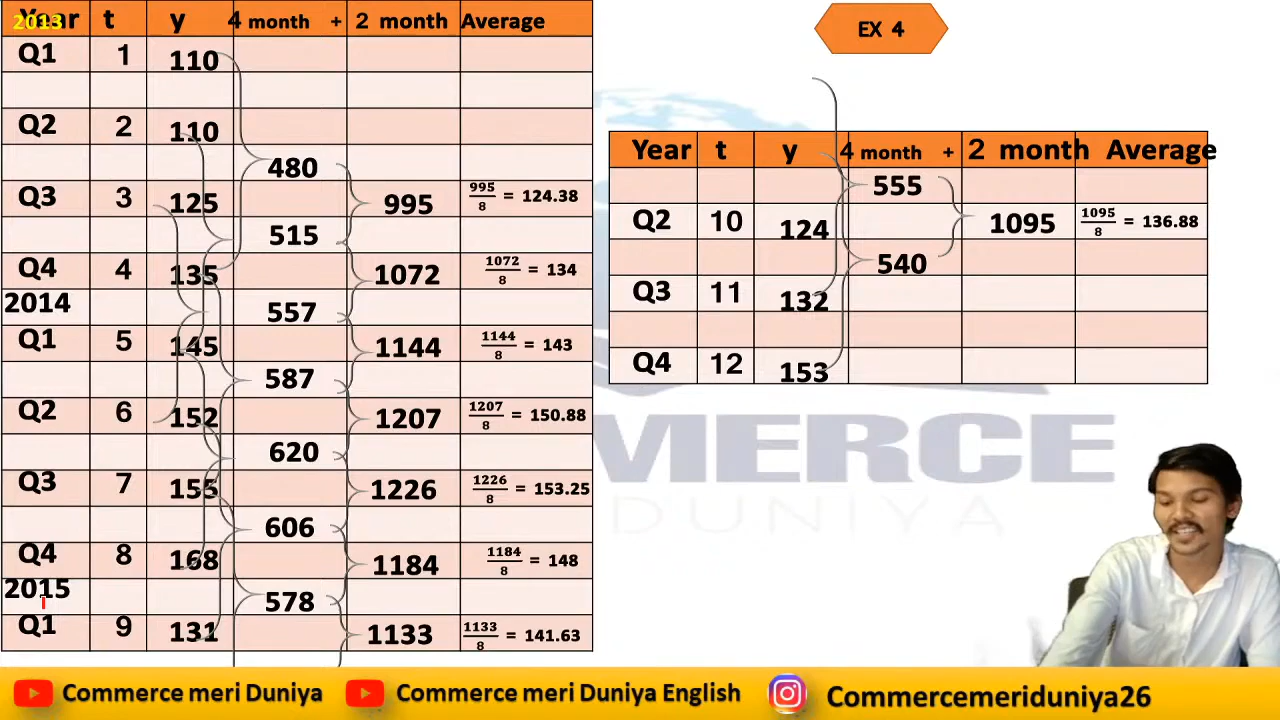 Year t y 4 month + 2 month Average
2013
Q1 1 110
Q2 2 110
480
Q3 3 125 995 995/8 = 124.38
515
Q4 4 135 1072 1072/8 = 134
2014 557
Q1 5 145 1144 1144/8 = 143
587
Q2 6 152 1207 1207/8 = 150.88
620
Q3 7 155 1226 1226/8 = 153.25
606
Q4 8 168 1184 1184/8 = 148
2015 578
Q1 9 131 1133 1133/8 = 141.63
EX 4
Year t y 4 month + 2 month Average
555
Q2 10 124 1095 1095/8 = 136.88
540
Q3 11 132
Q4 12 153
MERCE
DUNIYA
Commerce meri Duniya Commerce meri Duniya English Commercemeriduniya26